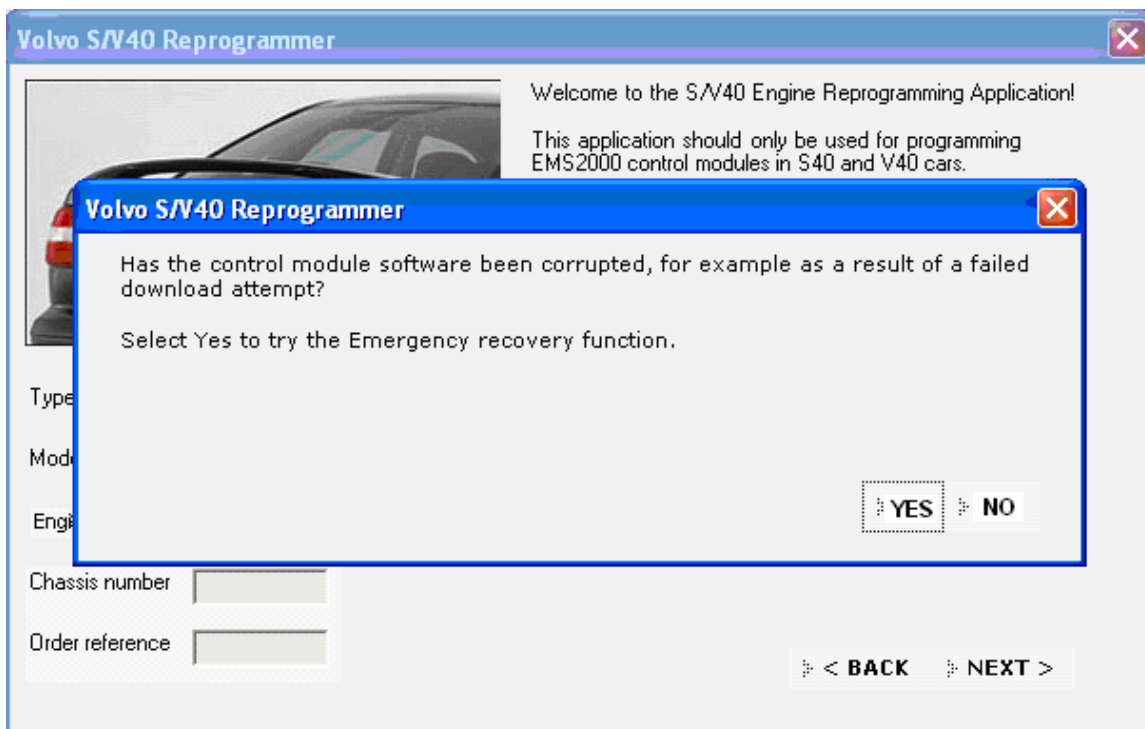 Volvo S/V40 Reprogrammer
Welcome to the S/V40 Engine Reprogramming Application!
This application should only be used for programming
EMS2000 control modules in S40 and V40 cars.
Volvo S/V40 Reprogrammer
Has the control module software been corrupted, for example as a result of a failed
download attempt?
Select Yes to try the Emergency recovery function.
YES NO
Type
Chassis number
Order reference
< BACK NEXT >